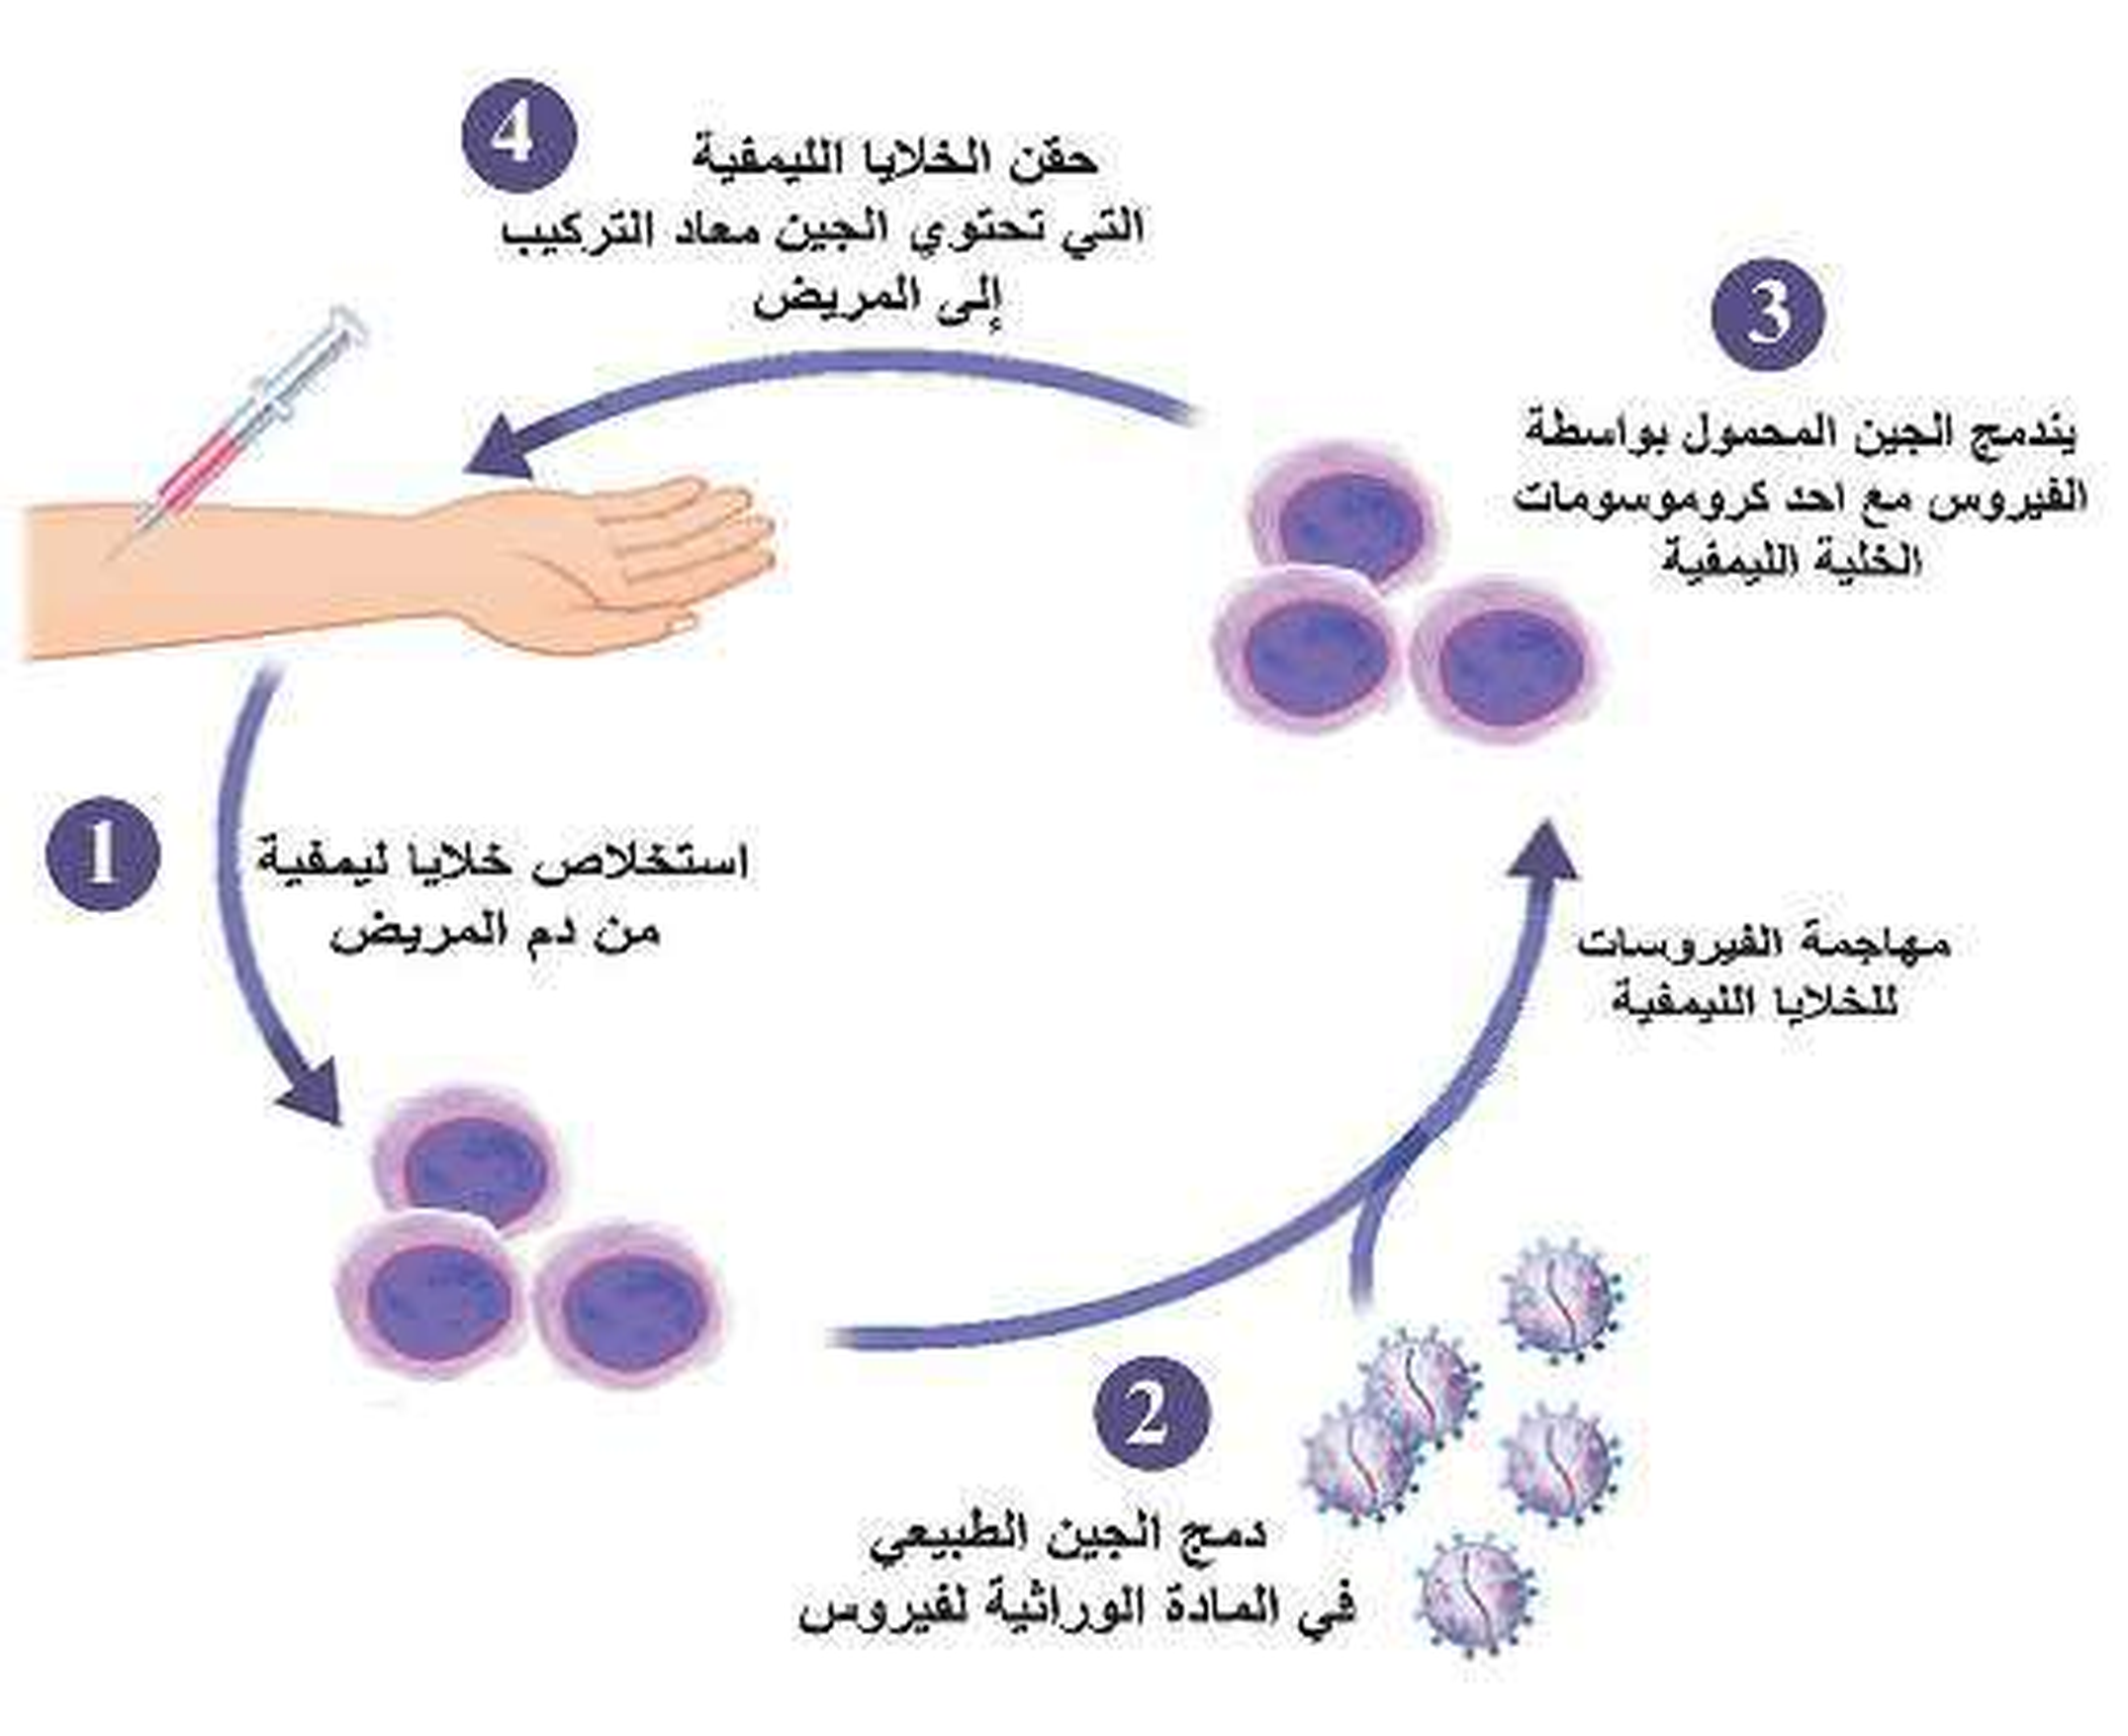 1
استخلاص خلايا ليمفية
من دم المريض
2
دمج الجين الطبيعي
في المادة الوراثية لفيروس
مهاجمة الفيروسات
للخلايا الليمفية
3
يندمج الجين المحمول بواسطة
الفيروس مع احد كروموسومات
الخلية الليمفية
4
حقن الخلايا الليمفية
التي تحتوي الجين معاد التركيب
إلى المريض